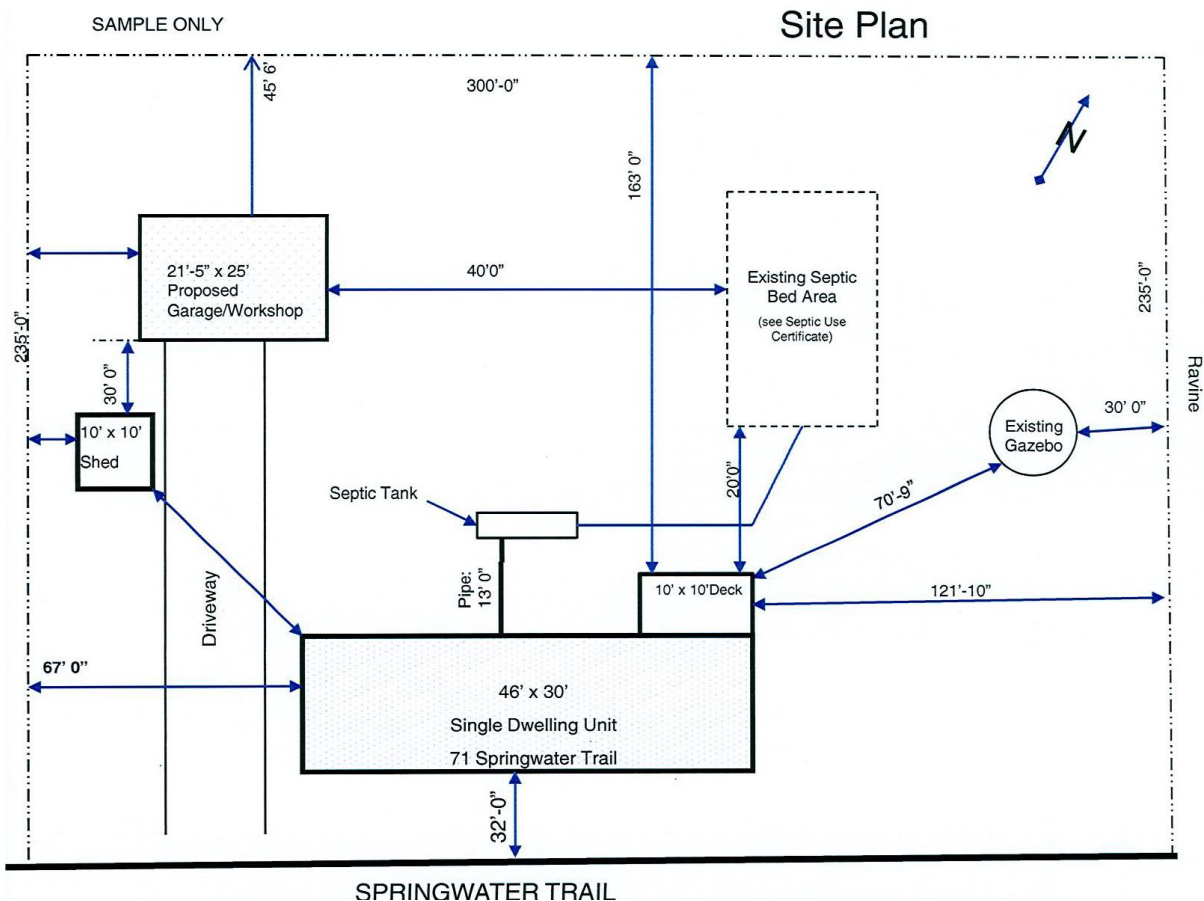 SAMPLE ONLY
Site Plan
45' 6'
300'-0"
N
163' 0"
21'-5" x 25'
Proposed
Garage/Workshop
40'0"
Existing Septic
Bed Area
(see Septic Use
Certificate)
235'-0"
235'-0"
Ravine
30' 0"
10' x 10'
Shed
Existing
Gazebo
30' 0"
Septic Tank
20'0"
70'-9"
Pipe:
13' 0"
10' x 10'Deck
121'-10"
Driveway
67' 0"
46' x 30'
Single Dwelling Unit
71 Springwater Trail
32'-0"
SPRINGWATER TRAIL